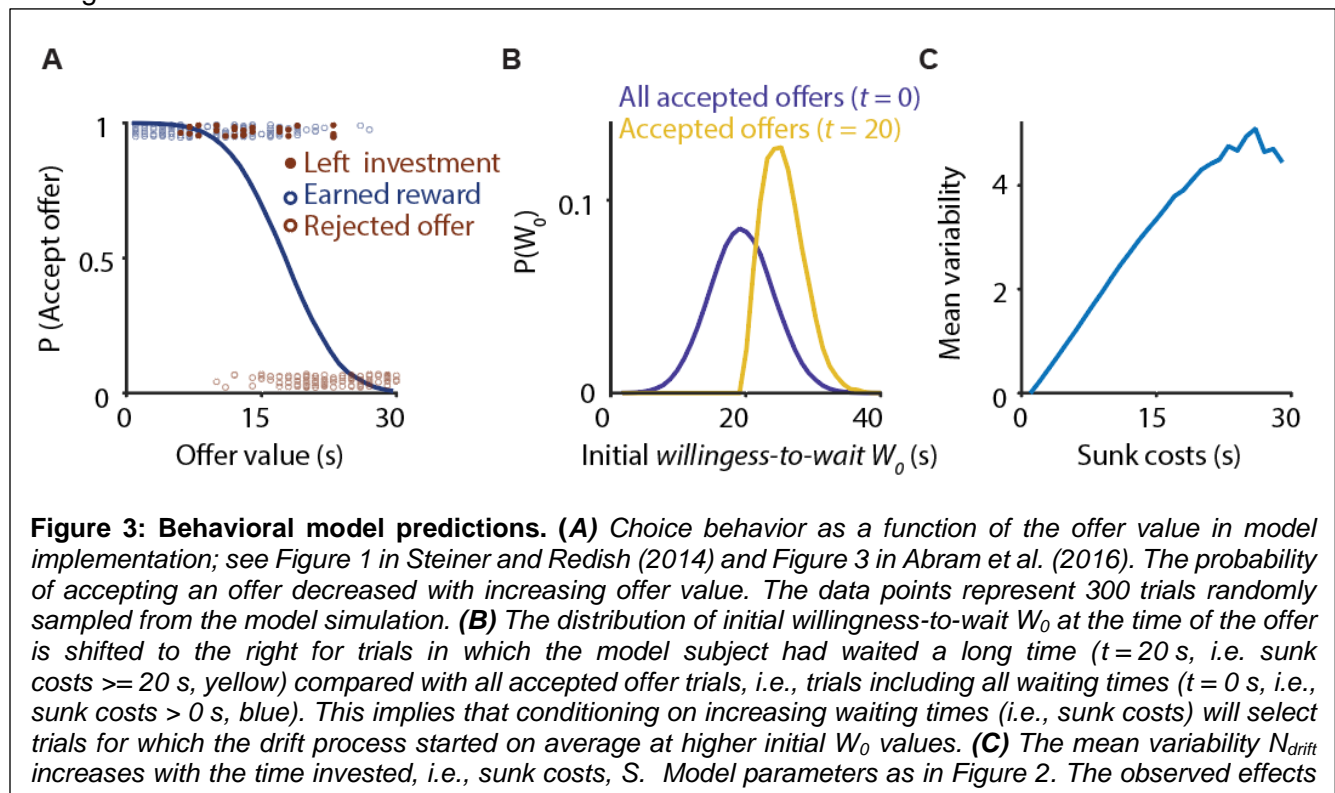 A
B
C
All accepted offers (t = 0)
Accepted offers (t = 20)
1
0.5
0
P (Accept offer)
Left investment
Earned reward
Rejected offer
0
15
30
Offer value (s)
0.1
0
P(W0)
0
20
40
Initial willingess-to-wait W0 (s)
4
2
0
Mean variability
0
15
30
Sunk costs (s)
Figure 3: Behavioral model predictions. (A) Choice behavior as a function of the offer value in model
implementation; see Figure 1 in Steiner and Redish (2014) and Figure 3 in Abram et al. (2016). The probability
of accepting an offer decreased with increasing offer value. The data points represent 300 trials randomly
sampled from the model simulation. (B) The distribution of initial willingness-to-wait W0 at the time of the offer
is shifted to the right for trials in which the model subject had waited a long time (t = 20 s, i.e. sunk
costs >= 20 s, yellow) compared with all accepted offer trials, i.e., trials including all waiting times (t = 0 s, i.e.,
sunk costs > 0 s, blue). This implies that conditioning on increasing waiting times (i.e., sunk costs) will select
trials for which the drift process started on average at higher initial W0 values. (C) The mean variability Ndrift
increases with the time invested, i.e., sunk costs, S. Model parameters as in Figure 2. The observed effects